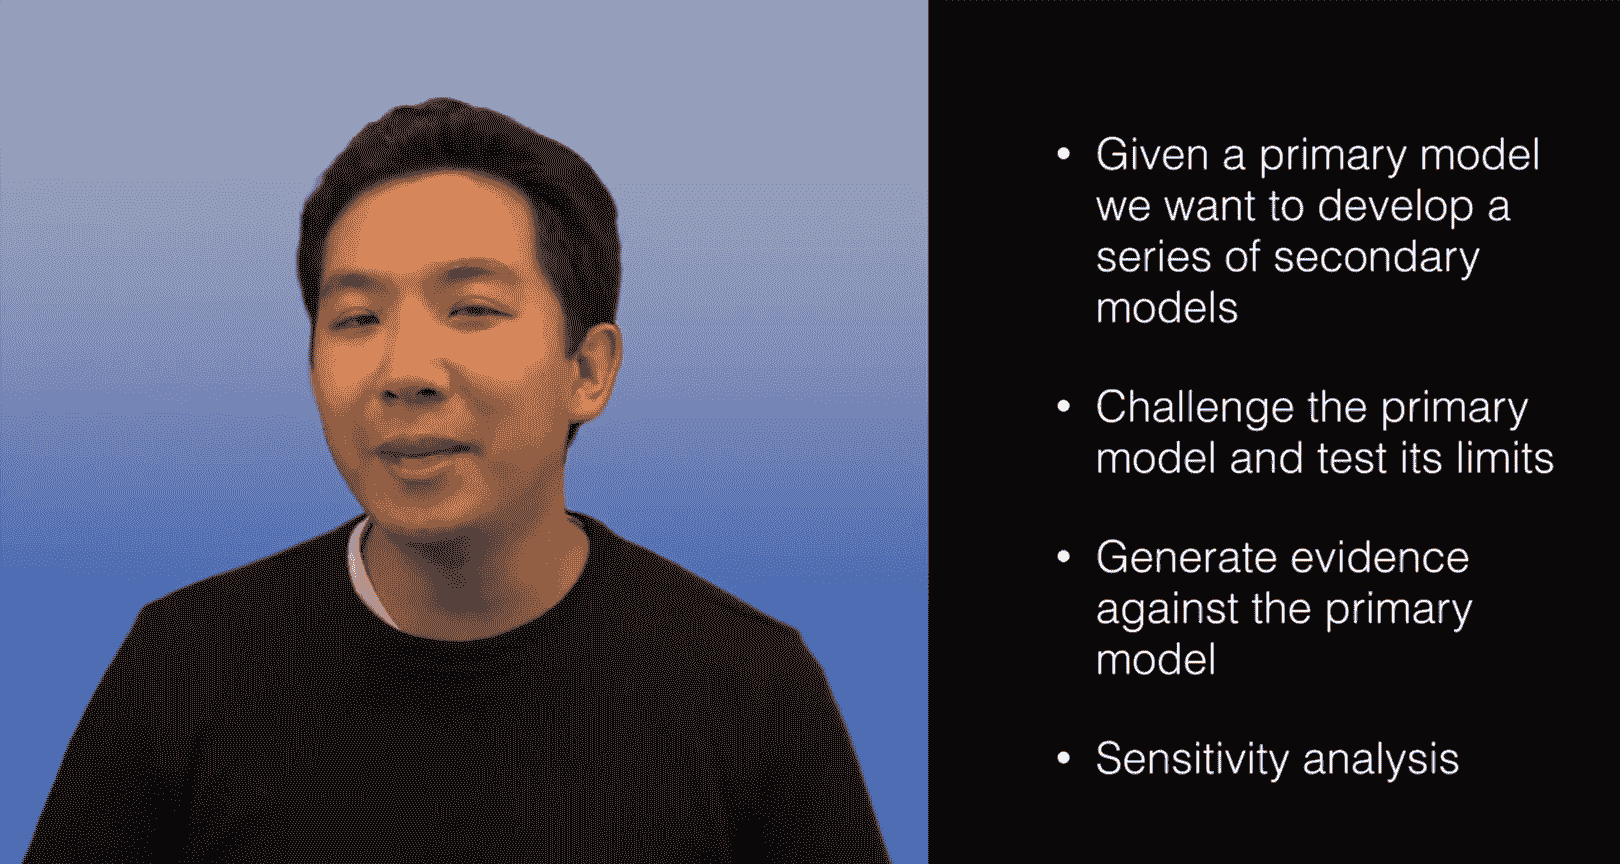 • Given a primary model
we want to develop a
series of secondary
models
• Challenge the primary
model and test its limits
• Generate evidence
against the primary
model
• Sensitivity analysis